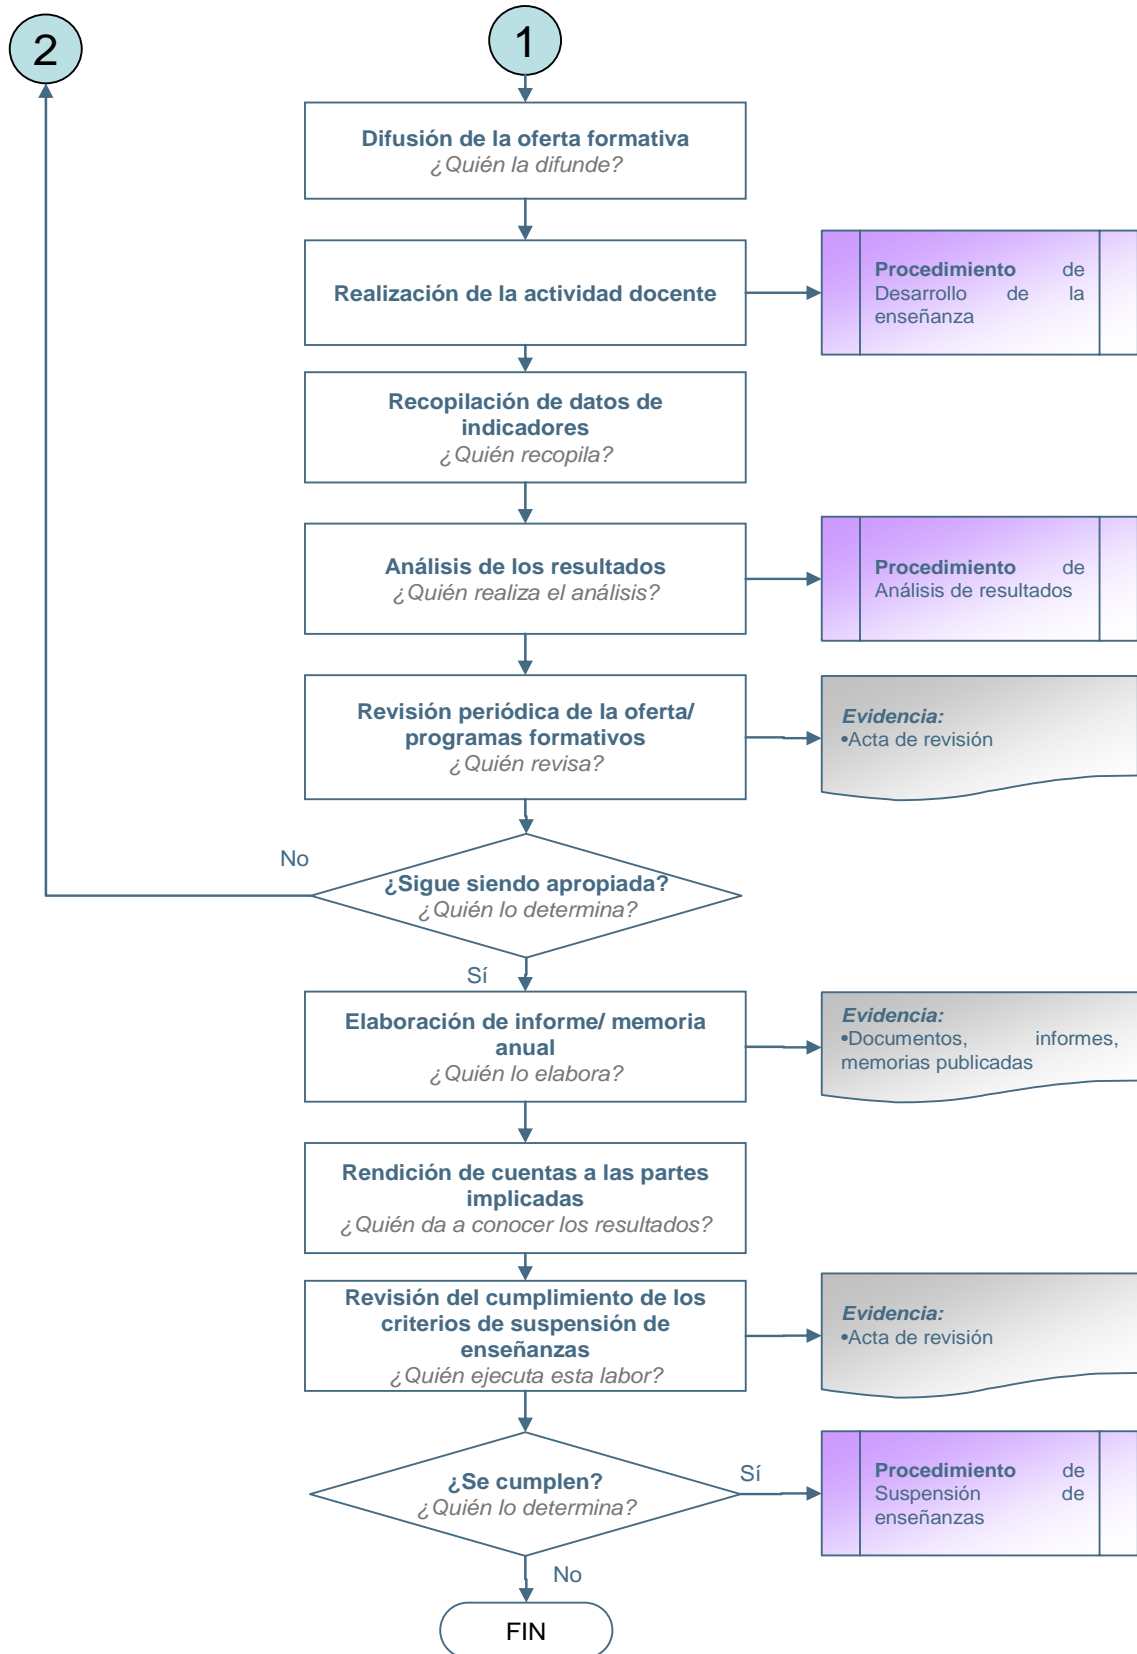 2
1
Difusión de la oferta formativa
¿Quién la difunde?
Realización de la actividad docente
Procedimiento de
Desarrollo de la
enseñanza
Recopilación de datos de
indicadores
¿Quién recopila?
Análisis de los resultados
¿Quién realiza el análisis?
Procedimiento de
Análisis de resultados
Revisión periódica de la oferta/
programas formativos
¿Quién revisa?
Evidencia:
•Acta de revisión
No
¿Sigue siendo apropiada?
¿Quién lo determina?
Sí
Elaboración de informe/ memoria
anual
¿Quién lo elabora?
Evidencia:
•Documentos, informes,
memorias publicadas
Rendición de cuentas a las partes
implicadas
¿Quién da a conocer los resultados?
Revisión del cumplimiento de los
criterios de suspensión de
enseñanzas
¿Quién ejecuta esta labor?
Evidencia:
•Acta de revisión
¿Se cumplen?
¿Quién lo determina?
Sí
Procedimiento de
Suspensión de
enseñanzas
No
FIN